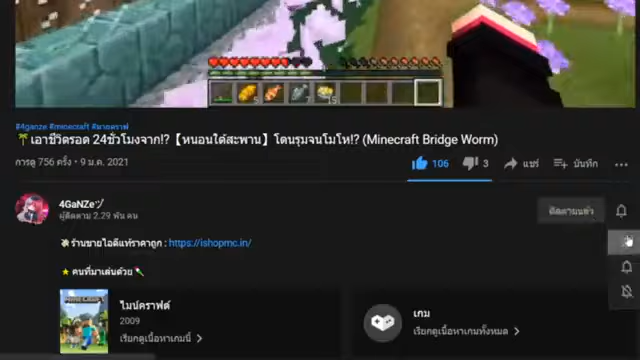 #4ganze #minecraft #มายคราฟ
🌴เอาชีวิตรอด 24ชั่วโมงจาก!?【หนอนใต้สะพาน】โดนรุมจนโมโห!? (Minecraft Bridge Worm)
การดู 756 ครั้ง • 9 ม.ค. 2021
106
3
แชร์
บันทึก
4GaNZeヅ
ผู้ติดตาม 2.29 พัน คน
ติดตามแล้ว
💸ร้านขายไอดีแท้ราคาถูก : https://ishopmc.in/
⭐คนที่มาเล่นด้วย
MINECRAFT
ไมน์คราฟต์
2009
เรียกดูเนื้อหาเกมนี้
เกม
เรียกดูเนื้อหาเกมทั้งหมด